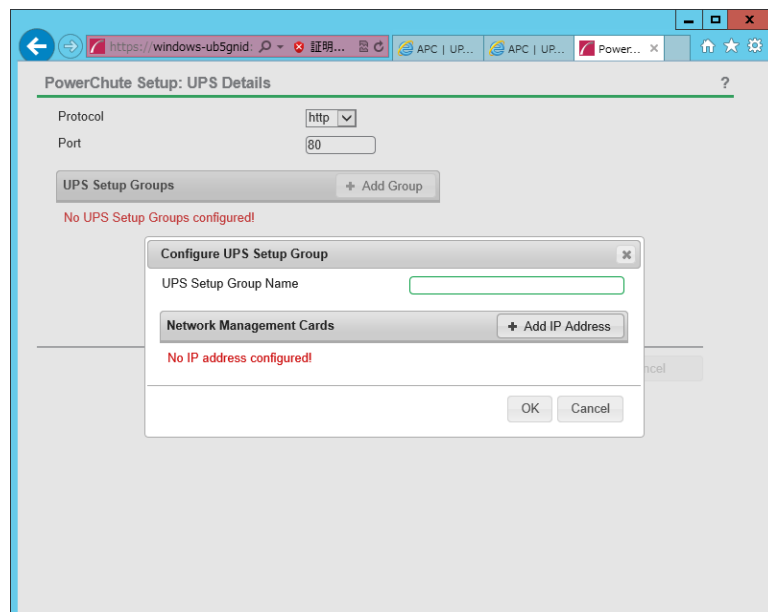 https://windows-ub5gnid: 証明... APC | UP... APC | UP... Power...
PowerChute Setup: UPS Details ?
Protocol http
Port 80
UPS Setup Groups + Add Group
No UPS Setup Groups configured!
Configure UPS Setup Group
UPS Setup Group Name
Network Management Cards + Add IP Address
No IP address configured!
ncel
OK Cancel